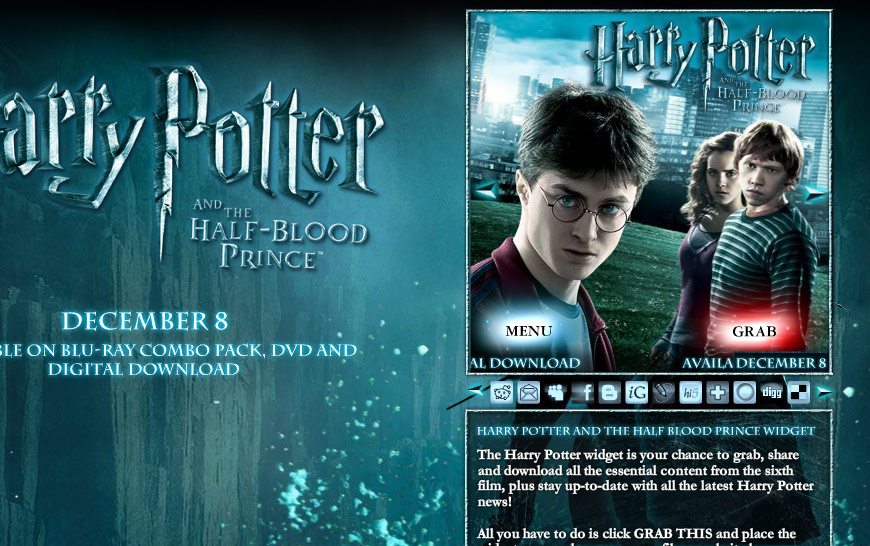 arry Potter
AND THE
HALF-BLOOD
PRINCE™
DECEMBER 8
BLE ON BLU-RAY COMBO PACK, DVD AND
DIGITAL DOWNLOAD
Harry Potter
AND THE
HALF-BLOOD
PRINCE
MENU
GRAB
AL DOWNLOAD
AVAILA DECEMBER 8
iG
hi5
digg
HARRY POTTER AND THE HALF BLOOD PRINCE WIDGET
The Harry Potter widget is your chance to grab, share
and download all the essential content from the sixth
film, plus stay up-to-date with all the latest Harry Potter
news!
All you have to do is click GRAB THIS and place the